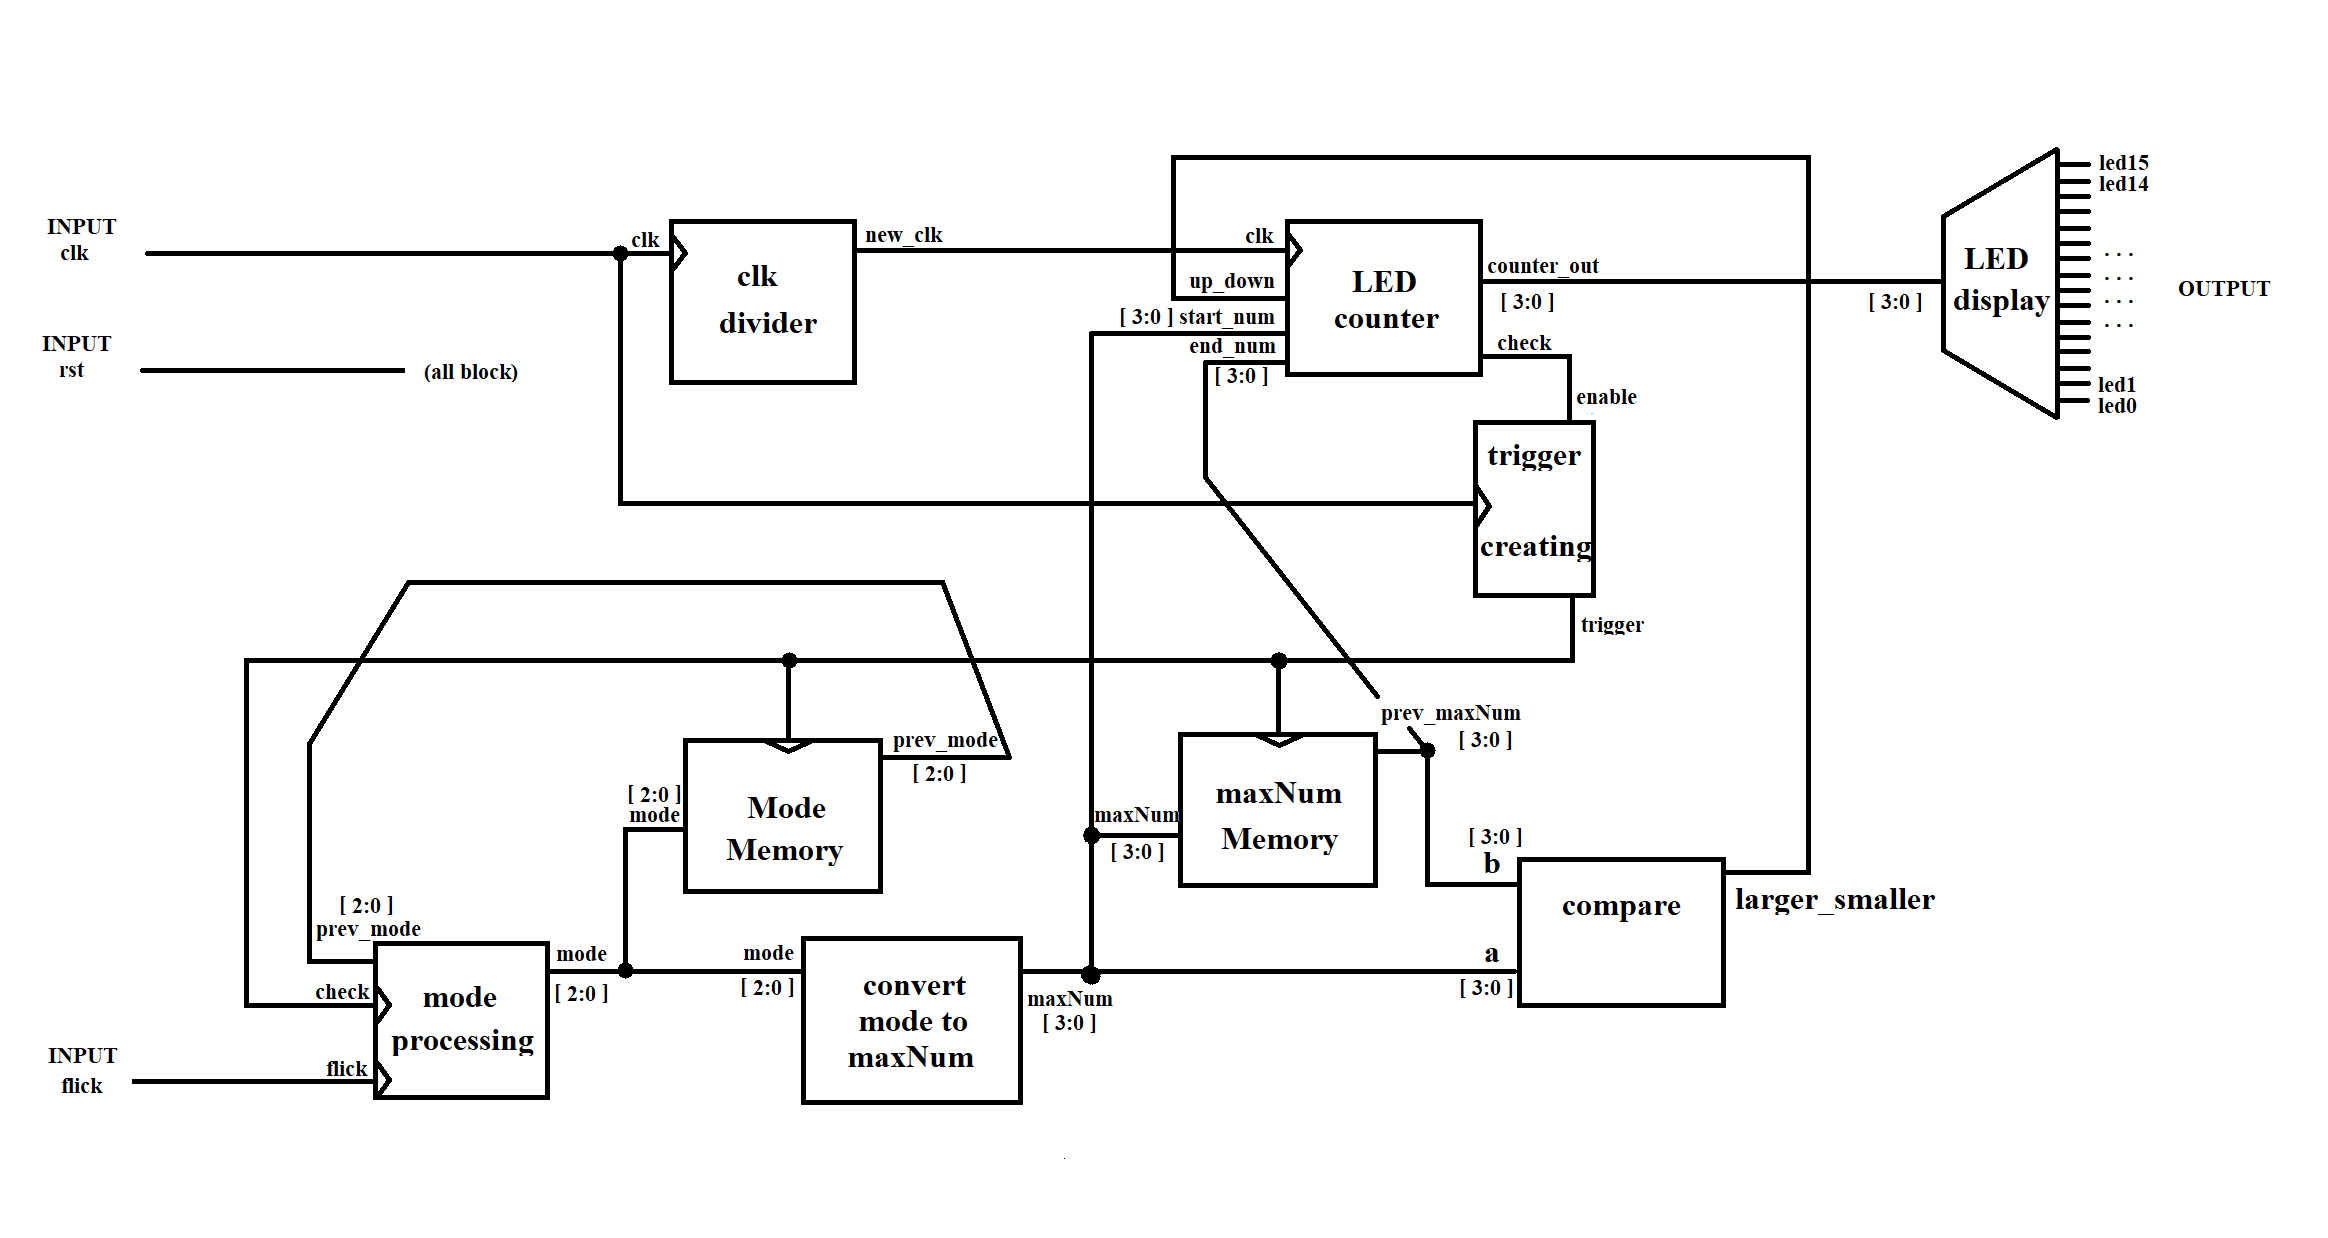 INPUT
clk
INPUT
rst
(all block)
clk
clk
divider
new_clk
clk
up_down
[ 3:0 ] start_num
end_num
[ 3:0 ]
LED
counter
counter_out
[ 3:0 ]
check
enable
[ 3:0 ]
LED
display
led15
led14
. . .
. . .
. . .
. . .
led1
led0
OUTPUT
trigger
creating
trigger
prev_mode
[ 2:0 ]
[ 2:0 ]
mode
Mode
Memory
prev_maxNum
[ 3:0 ]
maxNum
[ 3:0 ]
maxNum
Memory
[ 3:0 ]
b
a
[ 3:0 ]
compare
larger_smaller
[ 2:0 ]
prev_mode
check
flick
mode
processing
mode
[ 2:0 ]
mode
[ 2:0 ]
convert
mode to
maxNum
maxNum
[ 3:0 ]
INPUT
flick